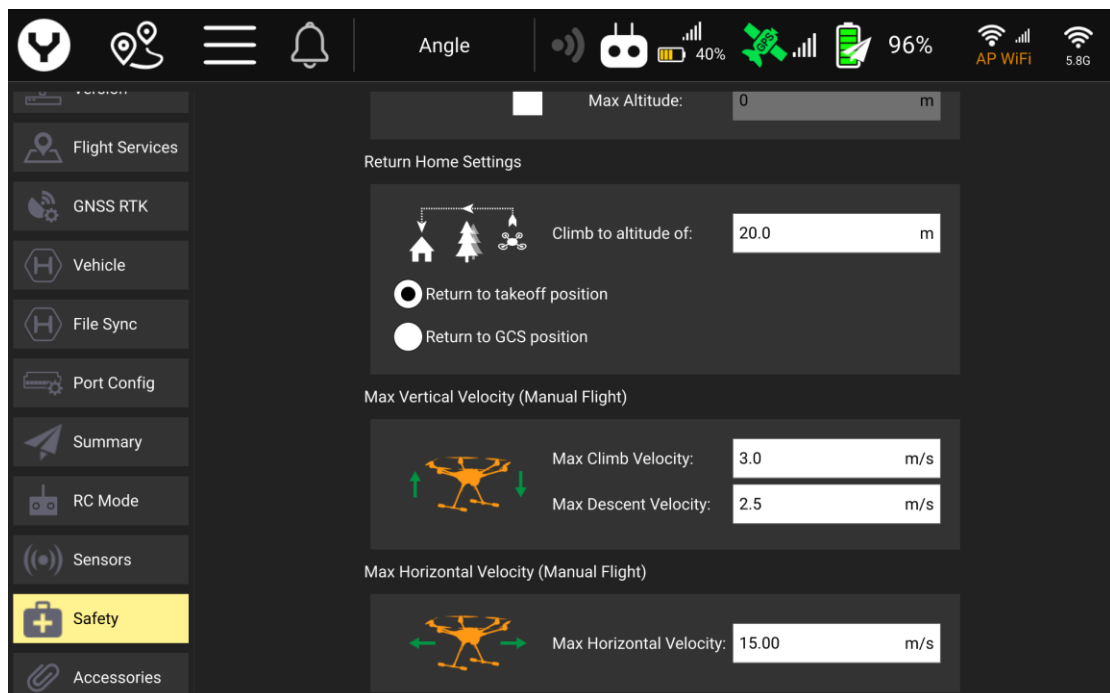 Angle
40%
GPS
96%
AP WiFi
5.8G
Version
Flight Services
GNSS RTK
Vehicle
File Sync
Port Config
Summary
RC Mode
Sensors
Safety
Accessories
Max Altitude: 0 m
Return Home Settings
Climb to altitude of: 20.0 m
Return to takeoff position
Return to GCS position
Max Vertical Velocity (Manual Flight)
Max Climb Velocity: 3.0 m/s
Max Descent Velocity: 2.5 m/s
Max Horizontal Velocity (Manual Flight)
Max Horizontal Velocity: 15.00 m/s